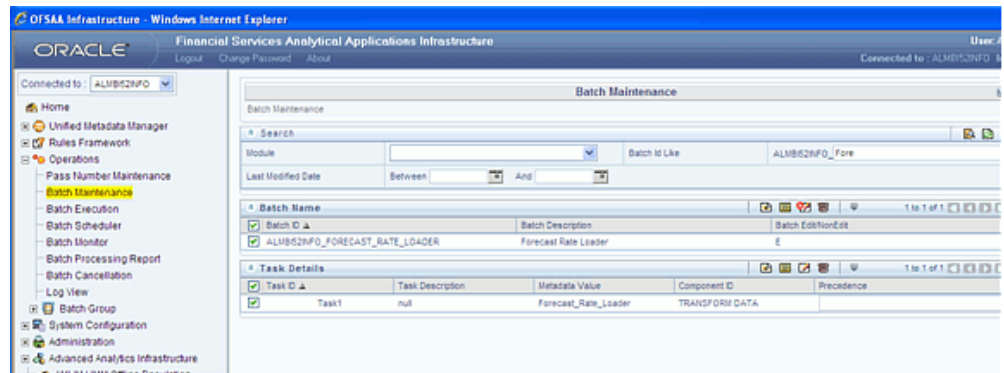 OFSAA Infrastructure - Windows Internet Explorer
ORACLE
Financial Services Analytical Applications Infrastructure
User:
Logout Change Password About
Connected to : ALMBI52INFO
Connected to : ALMBI52INFO
Home
Unified Metadata Manager
Rules Framework
Operations
Pass Number Maintenance
Batch Maintenance
Batch Execution
Batch Scheduler
Batch Monitor
Batch Processing Report
Batch Cancellation
Log View
Batch Group
System Configuration
Administration
Advanced Analytics Infrastructure
Batch Maintenance
Batch Maintenance
Search
Module Batch Id Like ALMBI52INFO_ Fore
Last Modified Date Between And
Batch Name 1 to 1 of 1
Batch ID Batch Description Batch Edit/NonEdit
ALMBI52INFO_FORECAST_RATE_LOADER Forecast Rate Loader E
Task Details 1 to 1 of 1
Task ID Task Description Metadata Value Component ID Precedence
Task1 null Forecast_Rate_Loader TRANSFORM DATA